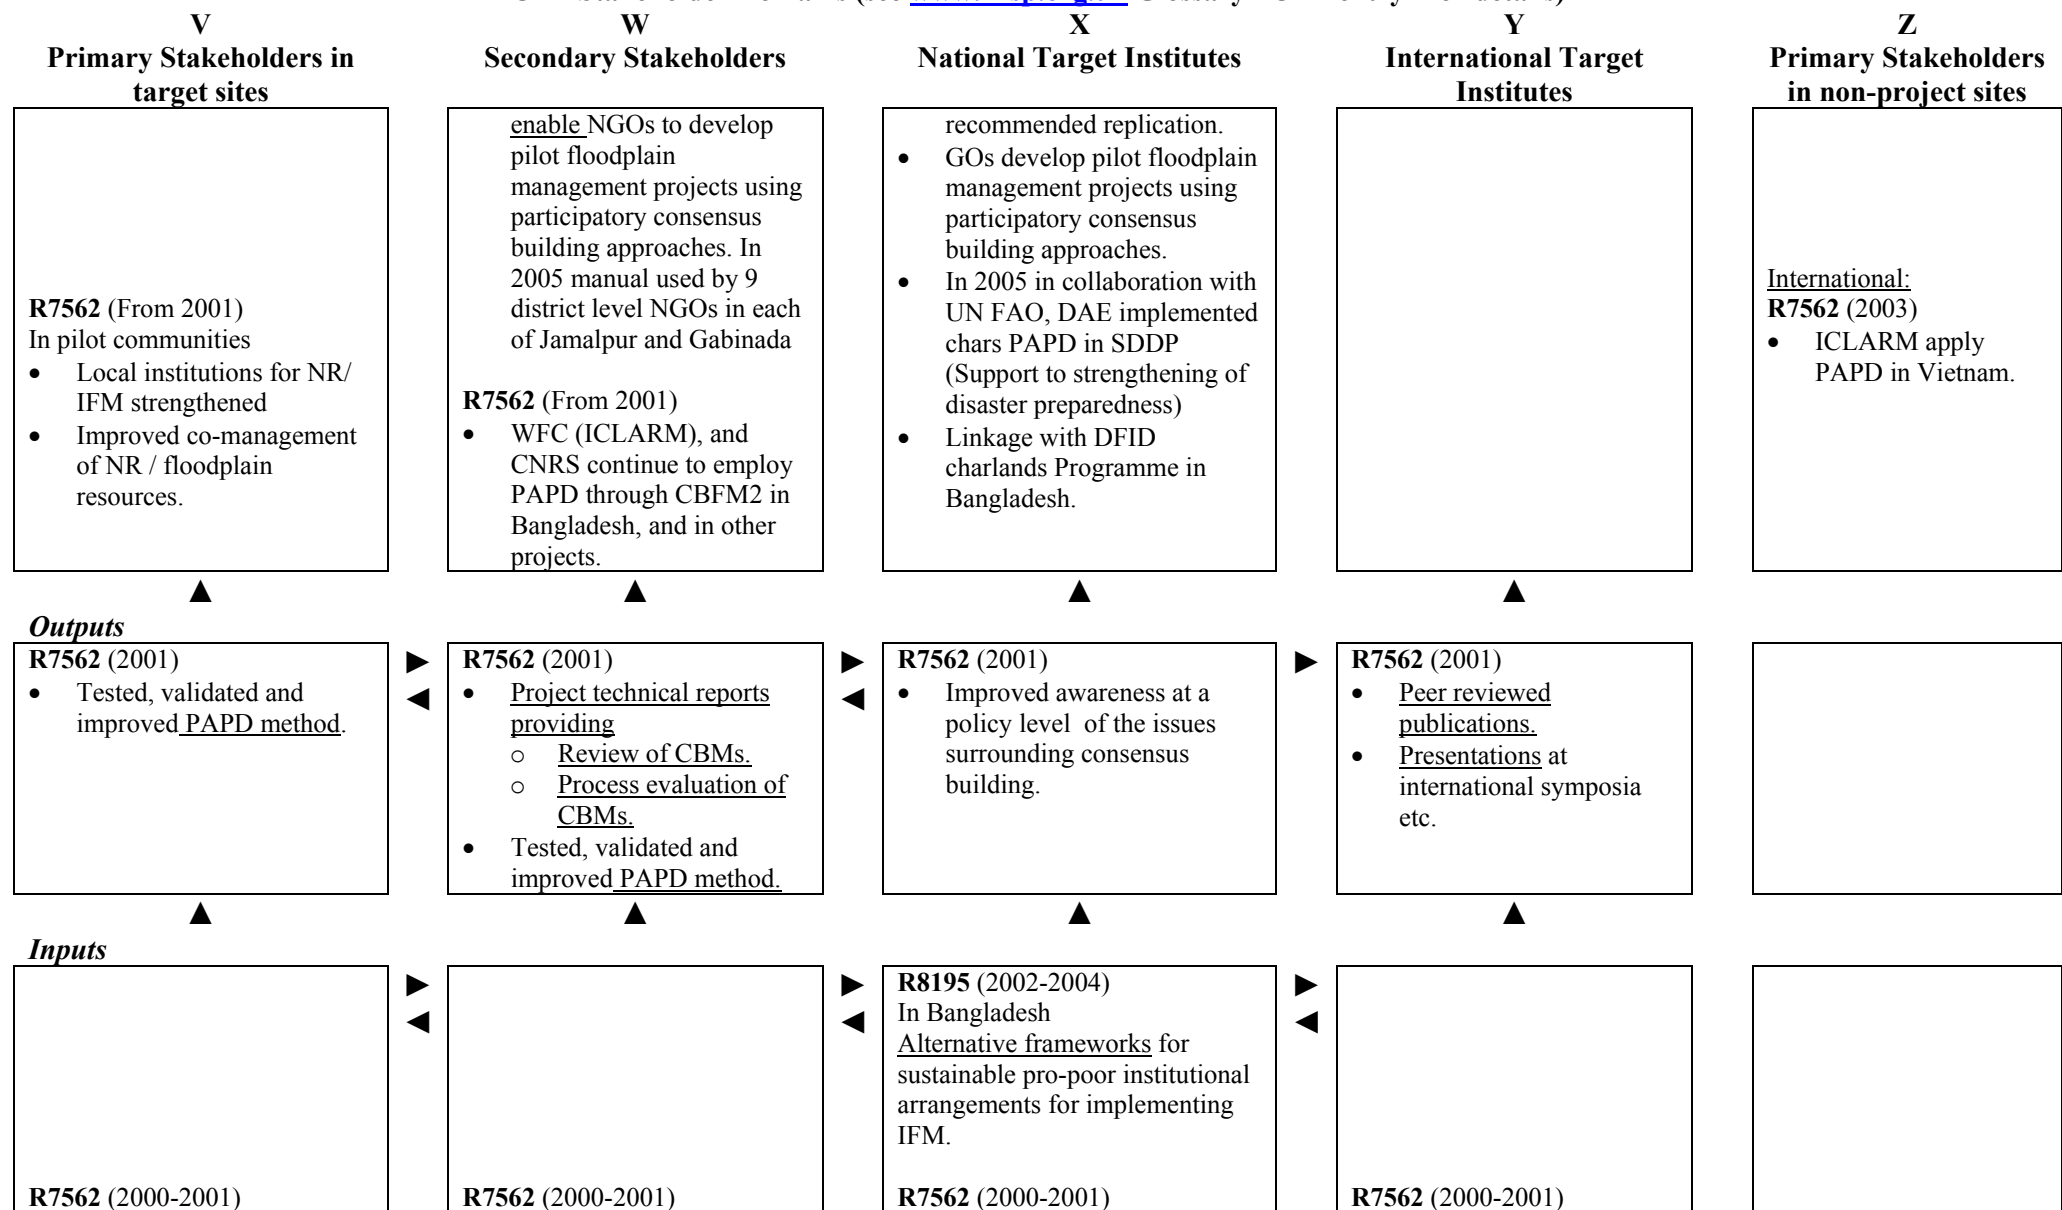 V
Primary Stakeholders in
target sites
W
Secondary Stakeholders
X
National Target Institutes
Y
International Target
Institutes
Z
Primary Stakeholders
in non-project sites
R7562 (From 2001)
In pilot communities
• Local institutions for NR/
IFM strengthened
• Improved co-management
of NR / floodplain
resources.
enable NGOs to develop
pilot floodplain
management projects using
participatory consensus
building approaches. In
2005 manual used by 9
district level NGOs in each
of Jamalpur and Gabinada
R7562 (From 2001)
• WFC (ICLARM), and
CNRS continue to employ
PAPD through CBFM2 in
Bangladesh, and in other
projects.
recommended replication.
• GOs develop pilot floodplain
management projects using
participatory consensus
building approaches.
• In 2005 in collaboration with
UN FAO, DAE implemented
chars PAPD in SDDP
(Support to strengthening of
disaster preparedness)
• Linkage with DFID
charlands Programme in
Bangladesh.
International:
R7562 (2003)
• ICLARM apply
PAPD in Vietnam.
▲ ▲ ▲ ▲
Outputs
R7562 (2001)
• Tested, validated and
improved PAPD method.
►
◄
R7562 (2001)
• Project technical reports
providing
o Review of CBMs.
o Process evaluation of
CBMs.
• Tested, validated and
improved PAPD method.
►
◄
R7562 (2001)
• Improved awareness at a
policy level of the issues
surrounding consensus
building.
►
R7562 (2001)
• Peer reviewed
publications.
• Presentations at
international symposia
etc.
▲ ▲ ▲ ▲
Inputs
R7562 (2000-2001)
►
◄
R7562 (2000-2001)
►
◄
R8195 (2002-2004)
In Bangladesh
Alternative frameworks for
sustainable pro-poor institutional
arrangements for implementing
IFM.
R7562 (2000-2001)
►
◄
R7562 (2000-2001)